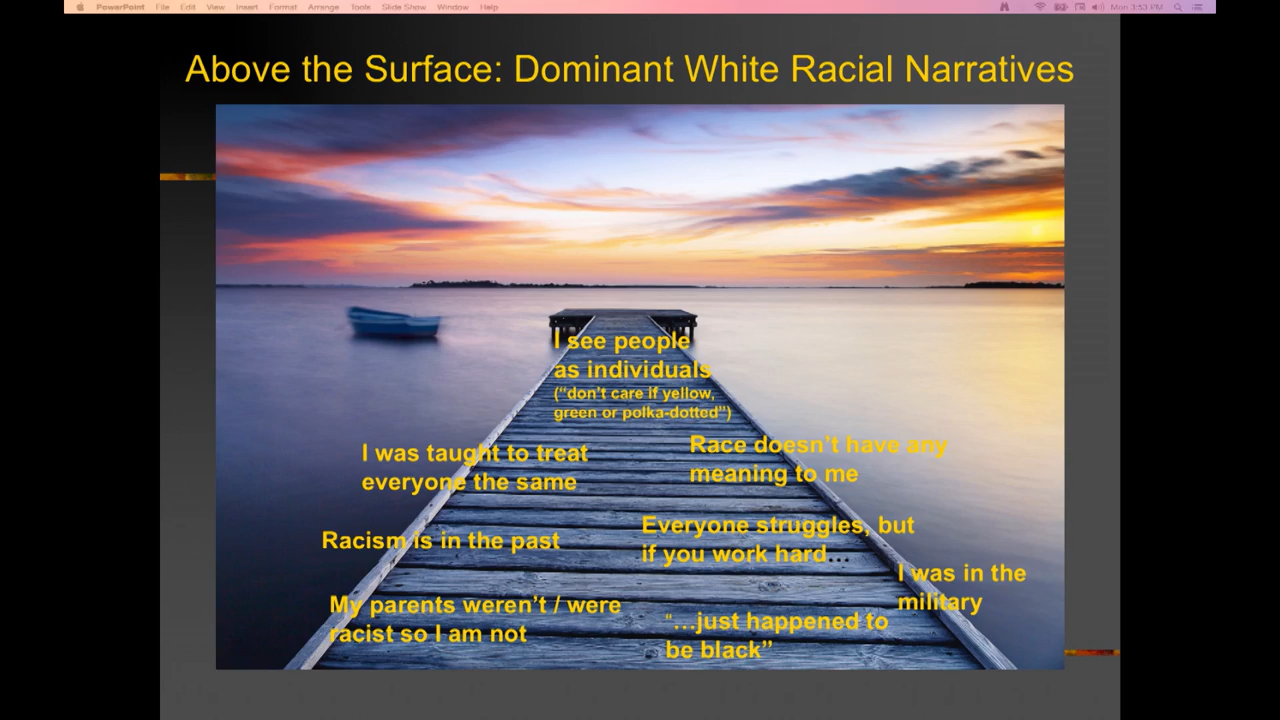 PowerPoint File Edit View Insert Format Arrange Tools Slide Show Window Help Mon 3:53 PM
Above the Surface: Dominant White Racial Narratives
I see people
as individuals
(“don’t care if yellow,
green or polka-dotted”)
I was taught to treat
everyone the same
Race doesn’t have any
meaning to me
Racism is in the past
Everyone struggles, but
if you work hard…
I was in the
military
My parents weren’t / were
racist so I am not
“…just happened to
be black”